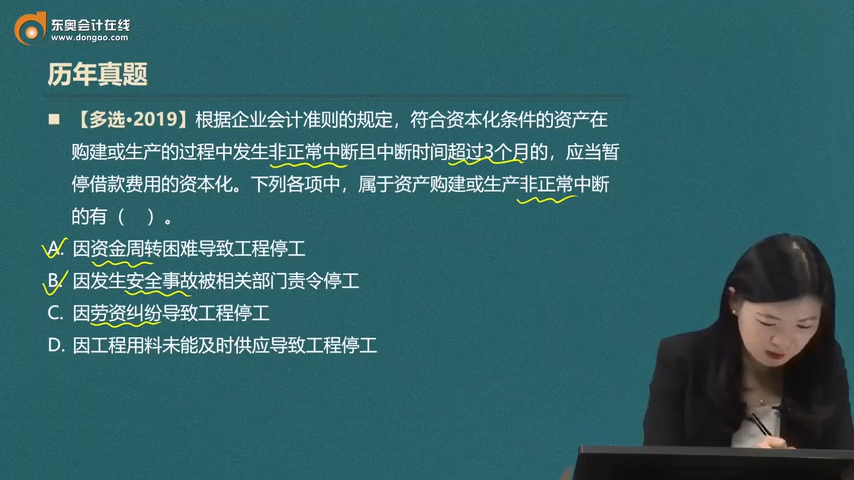 东奥会计在线
www.dongao.com
历年真题
■ 【多选·2019】根据企业会计准则的规定，符合资本化条件的资产在
购建或生产的过程中发生非正常中断且中断时间超过3个月的，应当暂
停借款费用的资本化。下列各项中，属于资产购建或生产非正常中断
的有（ ）。
A. 因资金周转困难导致工程停工
B. 因发生安全事故被相关部门责令停工
C. 因劳资纠纷导致工程停工
D. 因工程用料未能及时供应导致工程停工